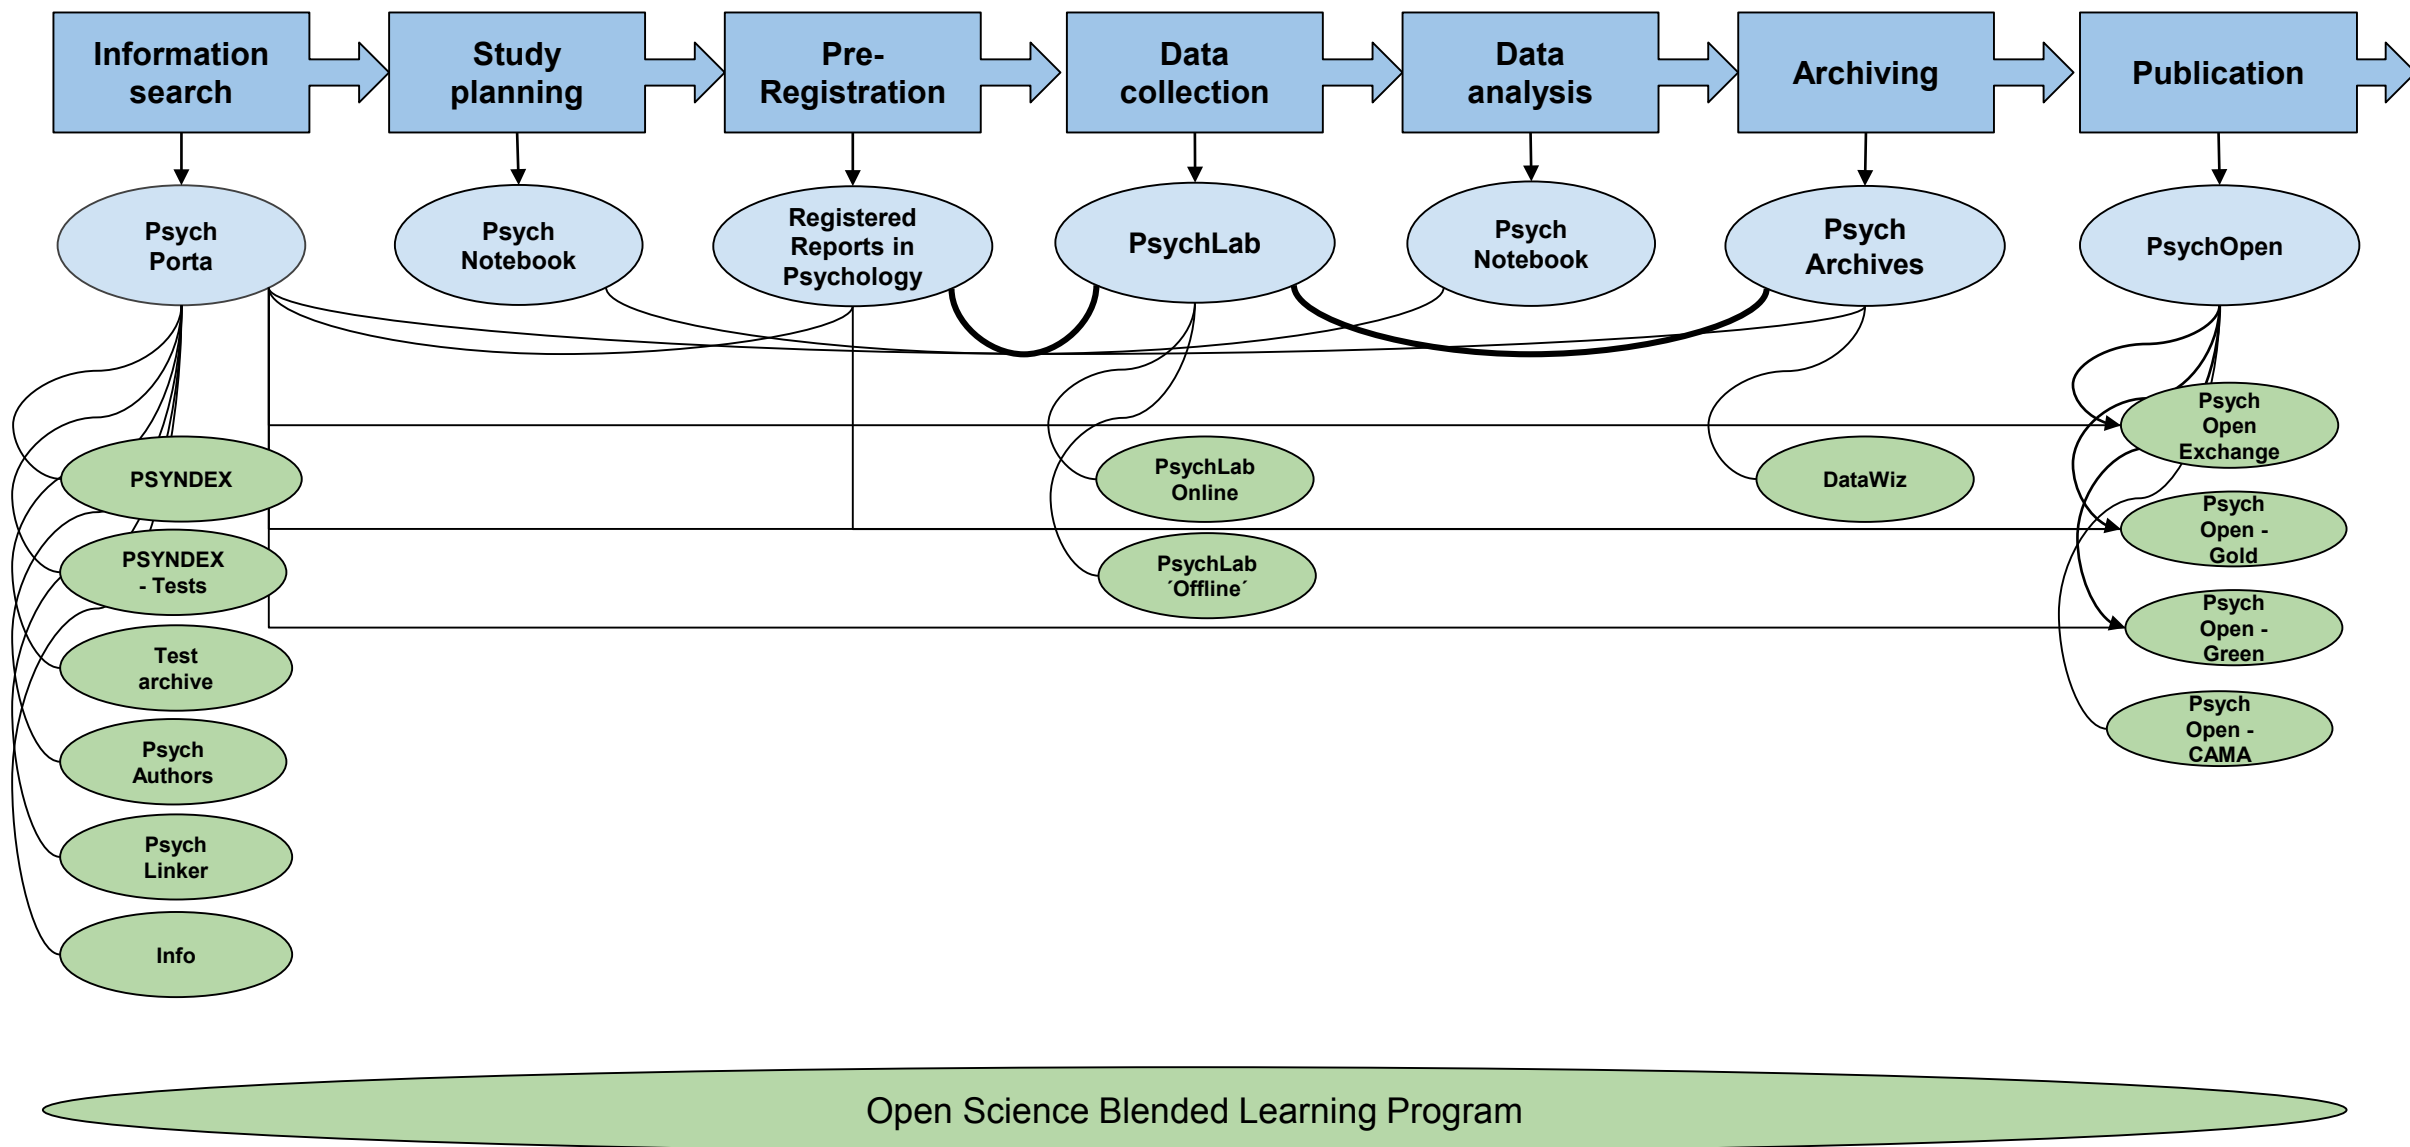 Information
search
Study
planning
Pre-
Registration
Data
collection
Data
analysis
Archiving
Publication
Psych
Porta
Psych
Notebook
Registered
Reports in
Psychology
PsychLab
Psych
Notebook
Psych
Archives
PsychOpen
PSYNDEX
PSYNDEX
- Tests
Test
archive
Psych
Authors
Psych
Linker
Info
PsychLab
Online
PsychLab
´Offline´
DataWiz
Psych
Open
Exchange
Psych
Open -
Gold
Psych
Open -
Green
Psych
Open -
CAMA
Open Science Blended Learning Program